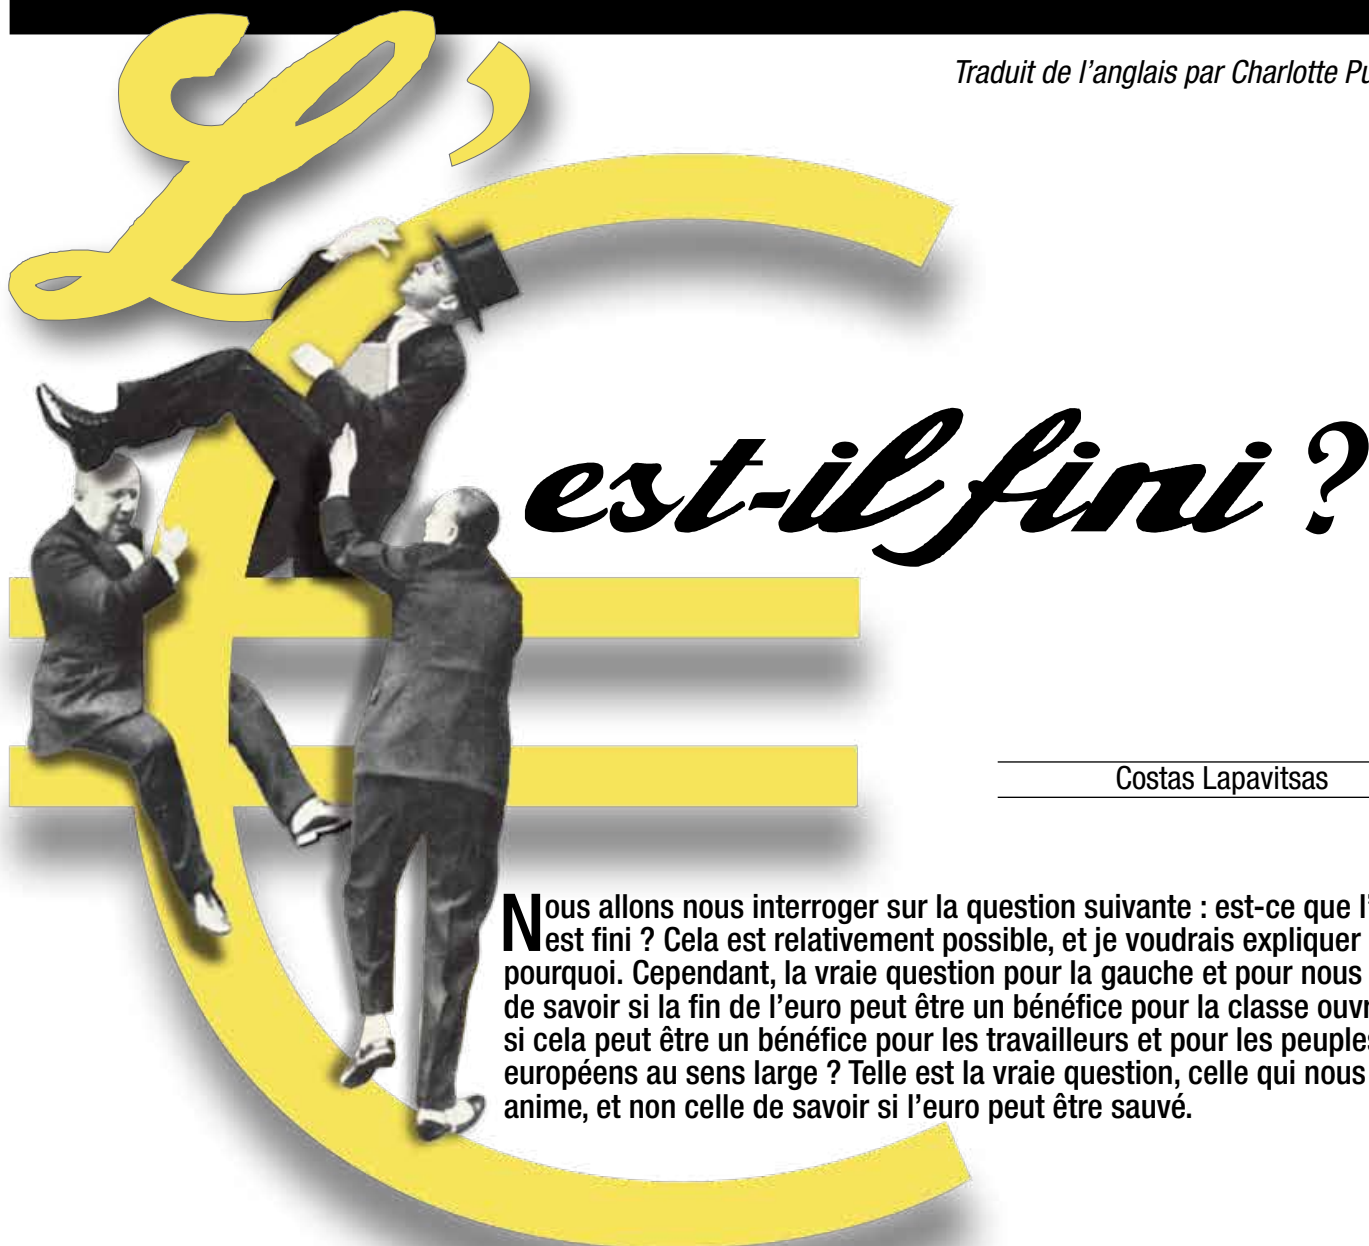 Traduit de l’anglais par Charlotte
L’€
est-il fini ?
Costas Lapavitsas
Nous allons nous interroger sur la question suivante : est-ce que
est fini ? Cela est relativement possible, et je voudrais expliquer
pourquoi. Cependant, la vraie question pour la gauche et pour nous
de savoir si la fin de l’euro peut être un bénéfice pour la classe
si cela peut être un bénéfice pour les travailleurs et pour les peuples
européens au sens large ? Telle est la vraie question, celle qui nous
anime, et non celle de savoir si l’euro peut être sauvé.